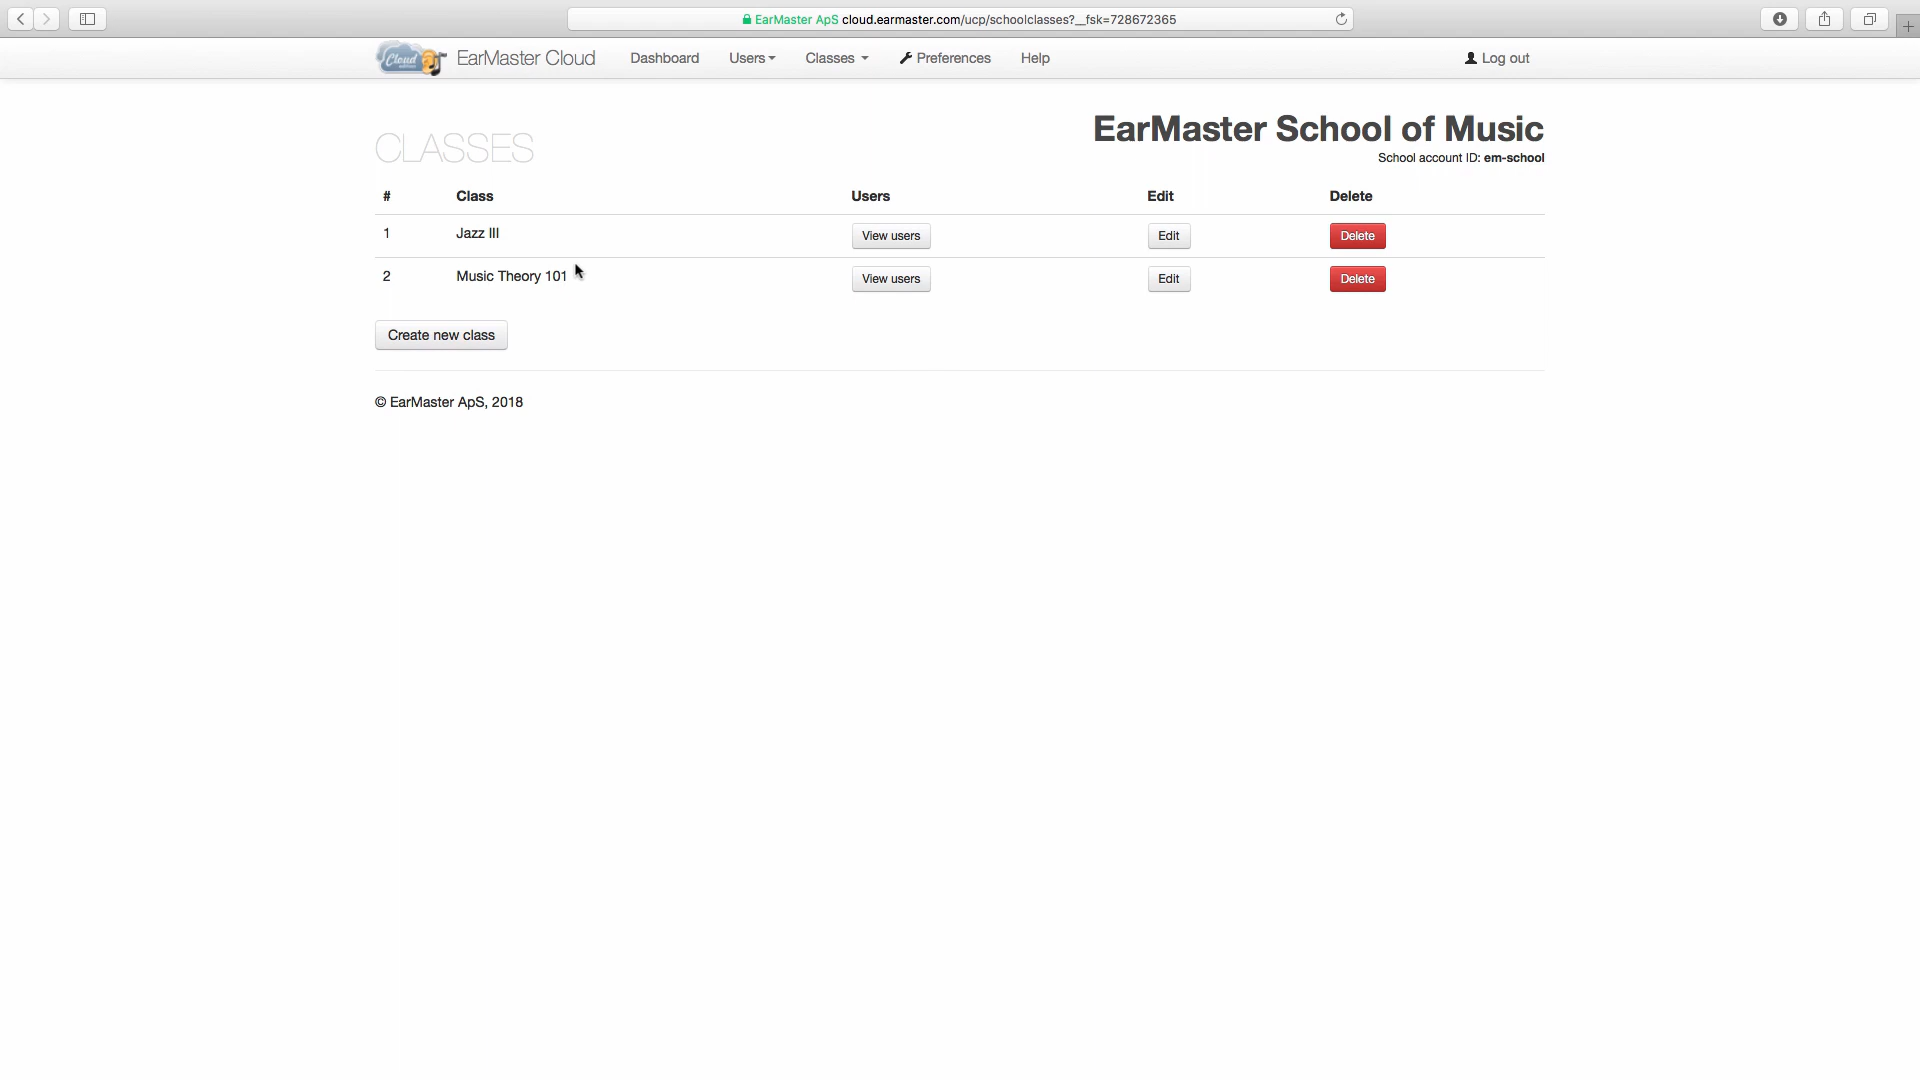 EarMaster ApS cloud.earmaster.com/ucp/schoolclasses?__fsk=728672365
Cloud EarMaster Cloud Dashboard Users Classes Preferences Help Log out
CLASSES
EarMaster School of Music
School account ID: em-school
# Class Users Edit Delete
1 Jazz III View users Edit Delete
2 Music Theory 101 View users Edit Delete
Create new class
© EarMaster ApS, 2018